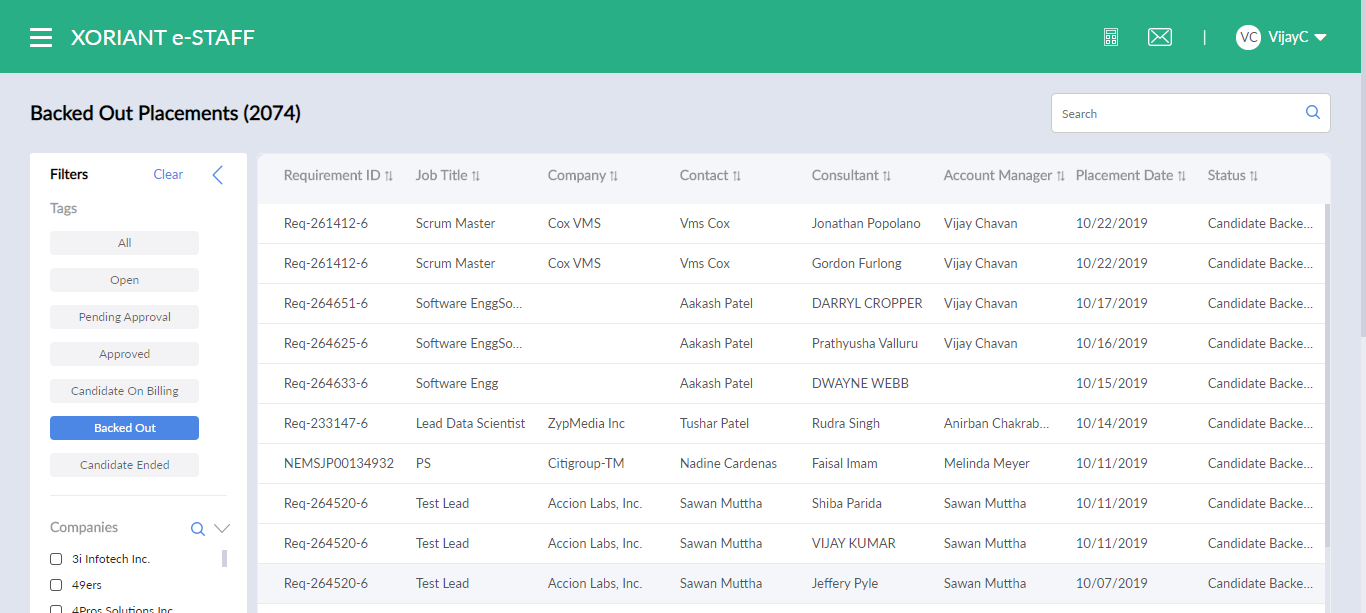 XORIANT e-STAFF
VC VijayC
Backed Out Placements (2074)
Search
Filters Clear
Tags
All
Open
Pending Approval
Approved
Candidate On Billing
Backed Out
Candidate Ended
Companies
3i Infotech Inc.
49ers
4Pros Solutions Inc
Requirement ID Job Title Company Contact Consultant Account Manager Placement Date Status
Req-261412-6 Scrum Master Cox VMS Vms Cox Jonathan Popolano Vijay Chavan 10/22/2019 Candidate Backe...
Req-261412-6 Scrum Master Cox VMS Vms Cox Gordon Furlong Vijay Chavan 10/22/2019 Candidate Backe...
Req-264651-6 Software EnggSo... Aakash Patel DARRYL CROPPER Vijay Chavan 10/17/2019 Candidate Backe...
Req-264625-6 Software EnggSo... Aakash Patel Prathyusha Valluru Vijay Chavan 10/16/2019 Candidate Backe...
Req-264633-6 Software Engg Aakash Patel DWAYNE WEBB 10/15/2019 Candidate Backe...
Req-233147-6 Lead Data Scientist ZypMedia Inc Tushar Patel Rudra Singh Anirban Chakrab... 10/14/2019 Candidate Backe...
NEMSJP00134932 PS Citigroup-TM Nadine Cardenas Faisal Imam Melinda Meyer 10/11/2019 Candidate Backe...
Req-264520-6 Test Lead Accion Labs, Inc. Sawan Muttha Shiba Parida Sawan Muttha 10/11/2019 Candidate Backe...
Req-264520-6 Test Lead Accion Labs, Inc. Sawan Muttha VIJAY KUMAR Sawan Muttha 10/11/2019 Candidate Backe...
Req-264520-6 Test Lead Accion Labs, Inc. Sawan Muttha Jeffery Pyle Sawan Muttha 10/07/2019 Candidate Backe...